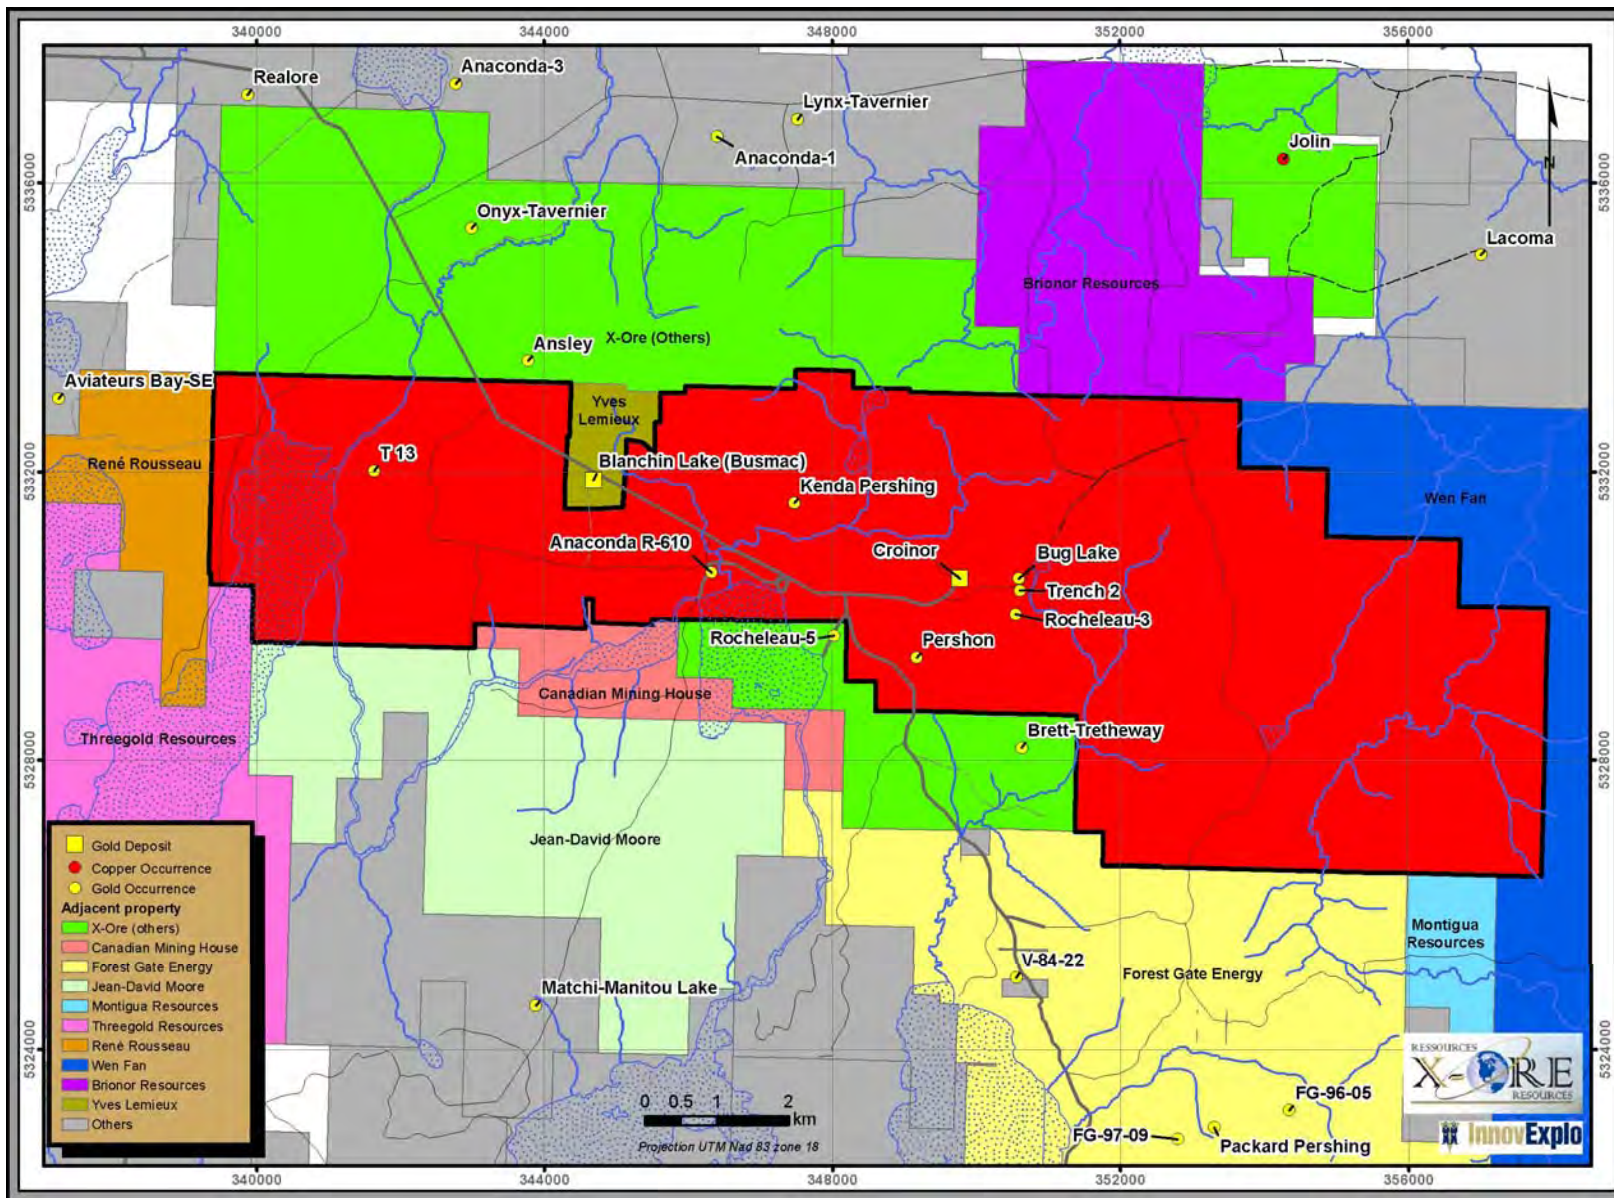 340000
344000
348000
352000
356000
Realore
Anaconda-3
Lynx-Tavernier
Anaconda-1
Jolin
5336000
5336000
N
Onyx-Tavernier
Lacoma
Brionor Resources
X-Ore (Others)
Ansley
Aviateurs Bay-SE
Yves
Lemieux
T 13
René Rousseau
Blanchin Lake (Busmac)
5332000
5332000
Kenda Pershing
Wen Fan
Anaconda R-610
Croinor
Bug Lake
Trench 2
Rocheleau-3
Rocheleau-5
Pershon
Canadian Mining House
Threegold Resources
Brett-Tretheway
5328000
5328000
Jean-David Moore
Gold Deposit
Copper Occurrence
Gold Occurrence
Adjacent property
X-Ore (others)
Canadian Mining House
Forest Gate Energy
Jean-David Moore
Montigua Resources
Threegold Resources
René Rousseau
Wen Fan
Brionor Resources
Yves Lemieux
Others
Montigua
Resources
V-84-22
Forest Gate Energy
Matchi-Manitou Lake
5324000
5324000
RESSOURCES
X-ORE
RESOURCES
0 0.5 1 2
km
Projection UTM Nad 83 zone 18
FG-96-05
FG-97-09
Packard Pershing
InnovExplo
340000
344000
348000
352000
356000